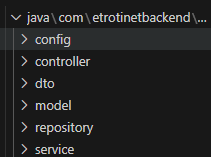 java\com\etrotinetbackend\...
config
controller
dto
model
repository
service